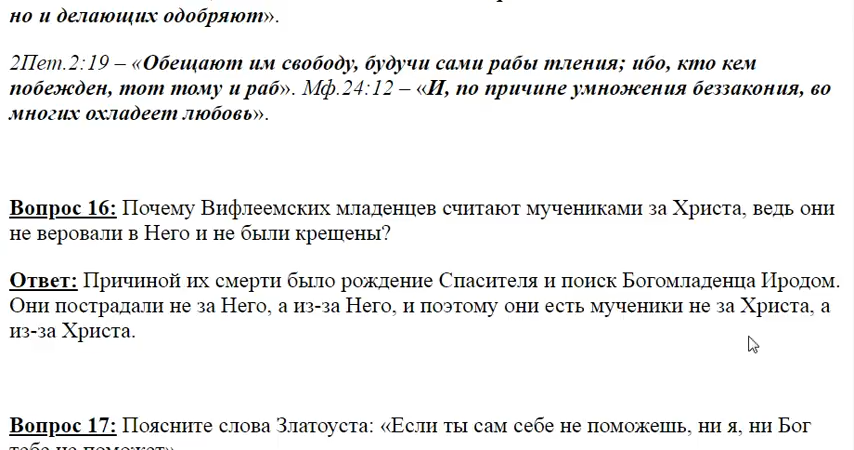 но и делающих одобряют».
2Пет.2:19 – «Обещают им свободу, будучи сами рабы тления; ибо, кто кем
побежден, тот тому и раб». Мф.24:12 – «И, по причине умножения беззакония, во
многих охладеет любовь».
Вопрос 16: Почему Вифлеемских младенцев считают мучениками за Христа, ведь они
не веровали в Него и не были крещены?
Ответ: Причиной их смерти было рождение Спасителя и поиск Богомладенца Иродом.
Они пострадали не за Него, а из-за Него, и поэтому они есть мученики не за Христа, а
из-за Христа.
Вопрос 17: Поясните слова Златоуста: «Если ты сам себе не поможешь, ни я, ни Бог
тебе не поможет»